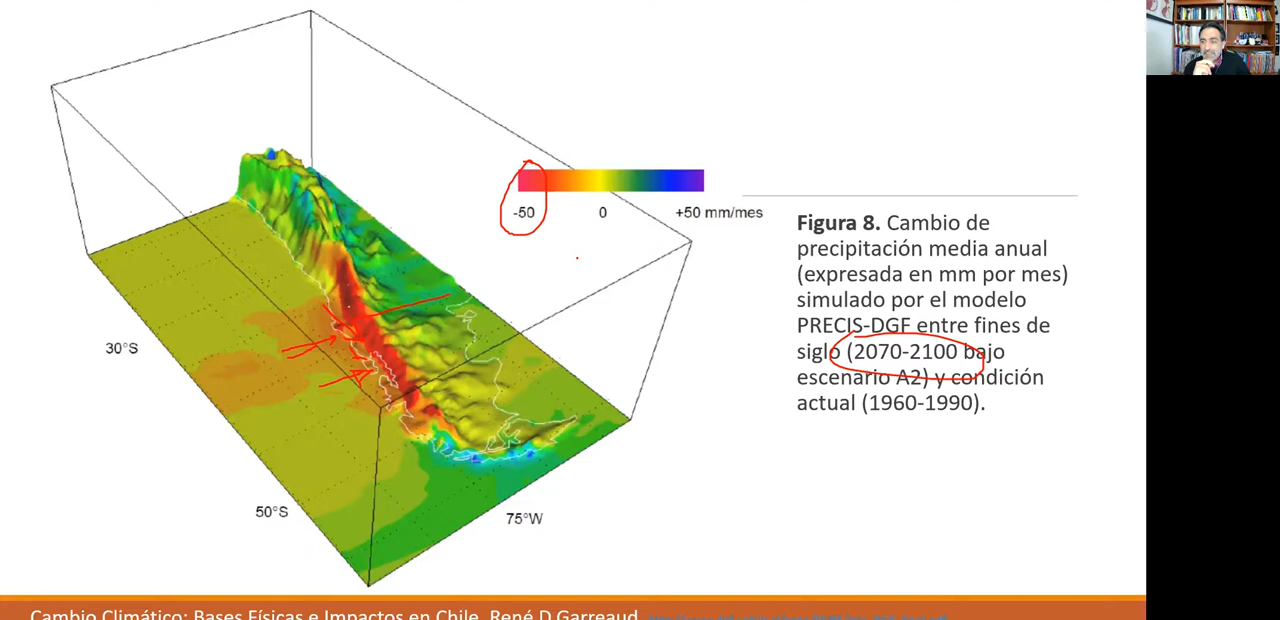 -50 0 +50 mm/mes
30°S
50°S
75°W
Figura 8. Cambio de
precipitación media anual
(expresada en mm por mes)
simulado por el modelo
PRECIS-DGF entre fines de
siglo (2070-2100 bajo
escenario A2) y condición
actual (1960-1990).
Cambio Climático: Bases Físicas e Impactos en Chile. René D Garreaud